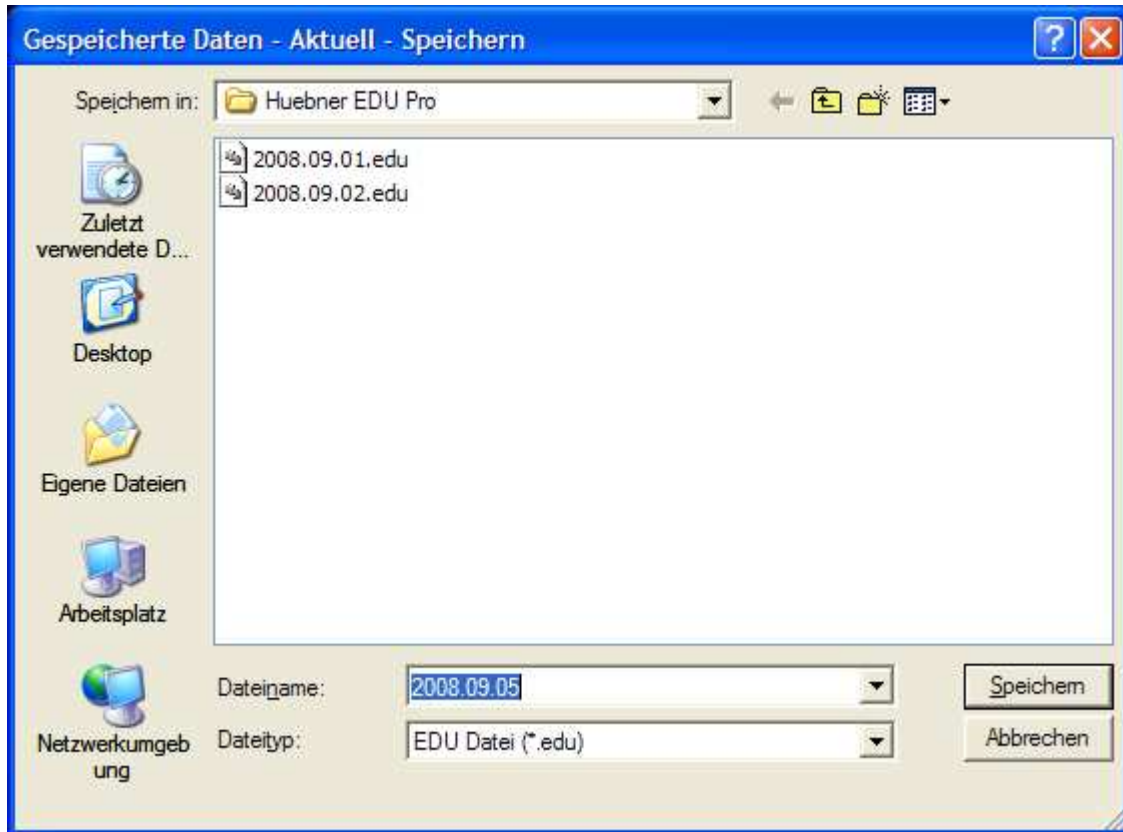 Gespeicherte Daten - Aktuell - Speichern
Speichern in: Huebner EDU Pro
2008.09.01.edu
2008.09.02.edu
Zuletzt
verwendete D...
Desktop
Eigene Dateien
Arbeitsplatz
Netzwerkumgeb
ung
Dateiname: 2008.09.05 Speichern
Dateityp: EDU Datei (*.edu) Abbrechen